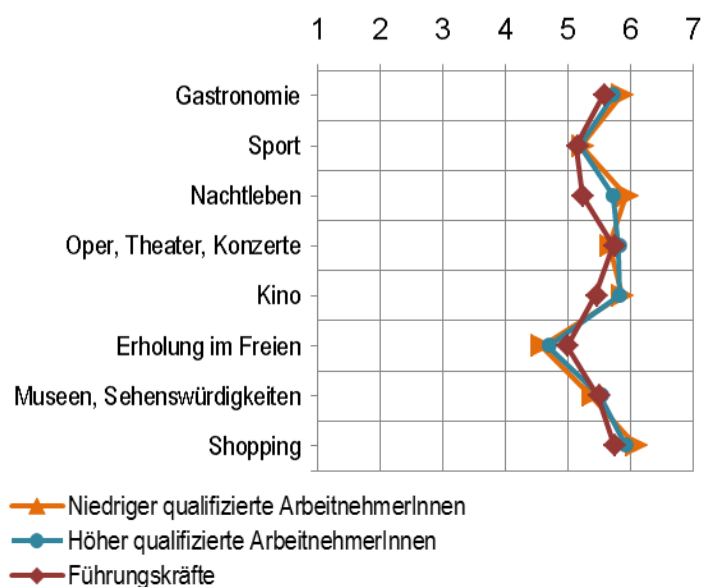 1 2 3 4 5 6 7
Gastronomie
Sport
Nachtleben
Oper, Theater, Konzerte
Kino
Erholung im Freien
Museen, Sehenswürdigkeiten
Shopping
Niedriger qualifizierte ArbeitnehmerInnen
Höher qualifizierte ArbeitnehmerInnen
Führungskräfte